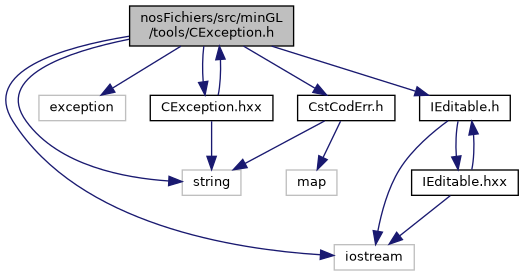 nosFichiers/src/minGL
/tools/CException.h
exception
CException.hxx
CstCodErr.h
IEditable.h
string
map
IEditable.hxx
iostream